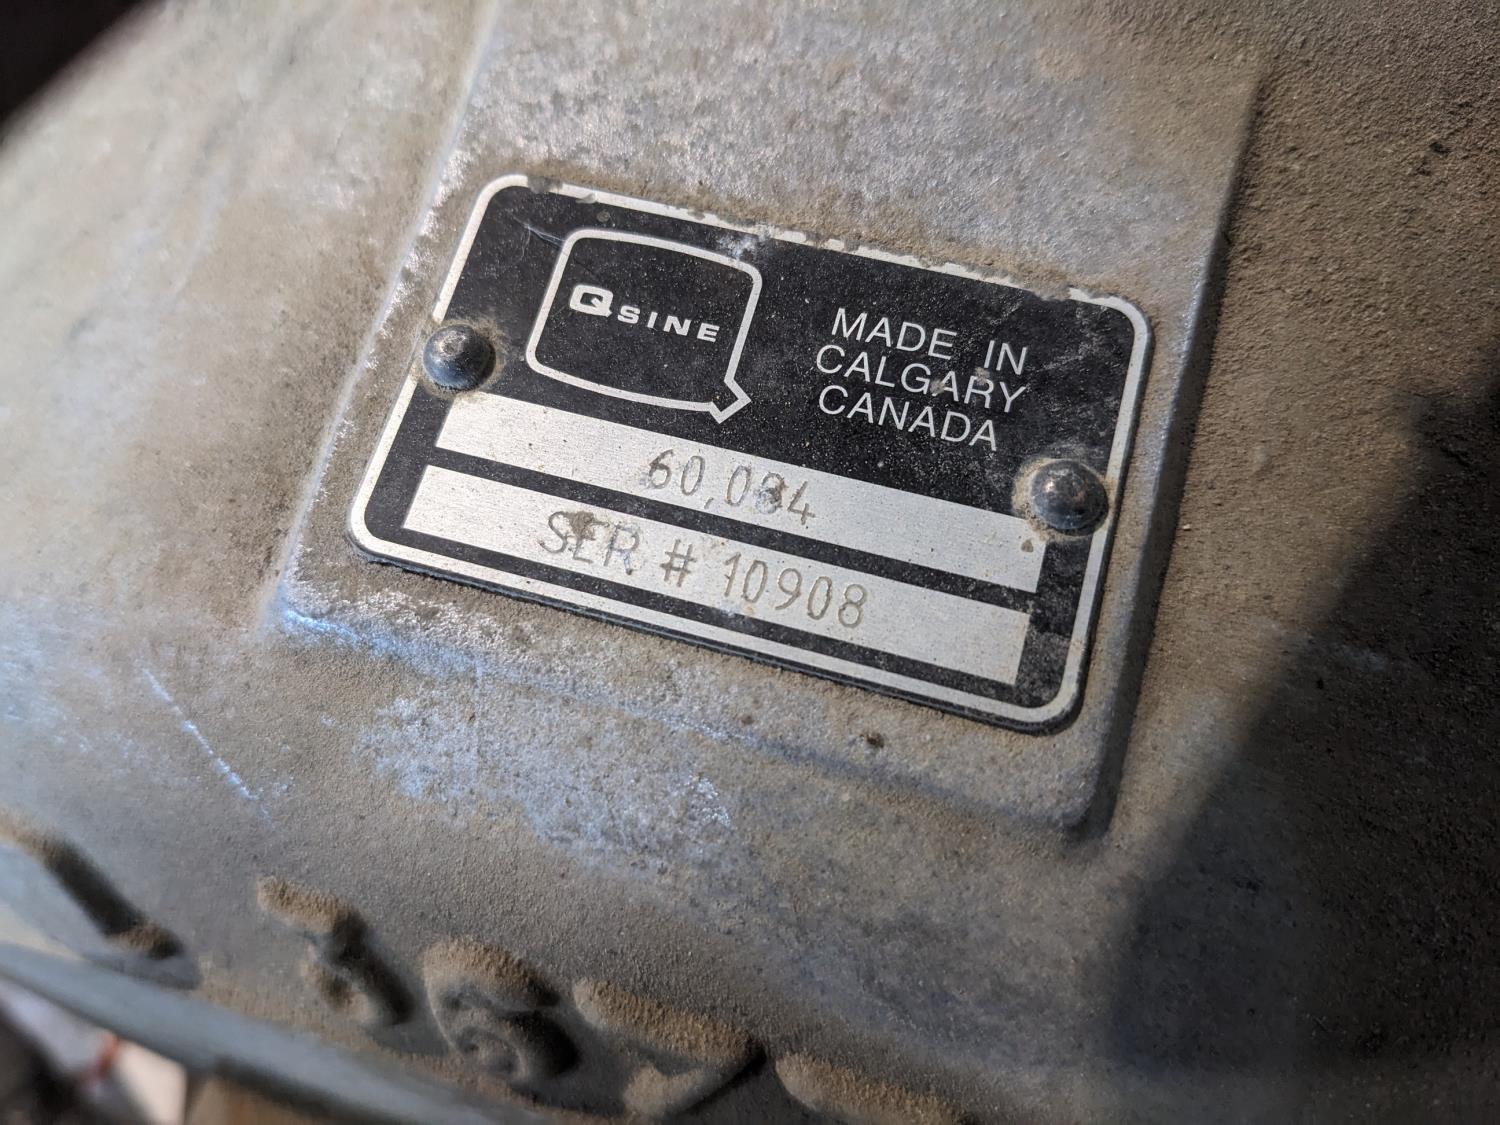 QSINE
MADE IN
CALGARY
CANADA
60,084
SER. # 10908